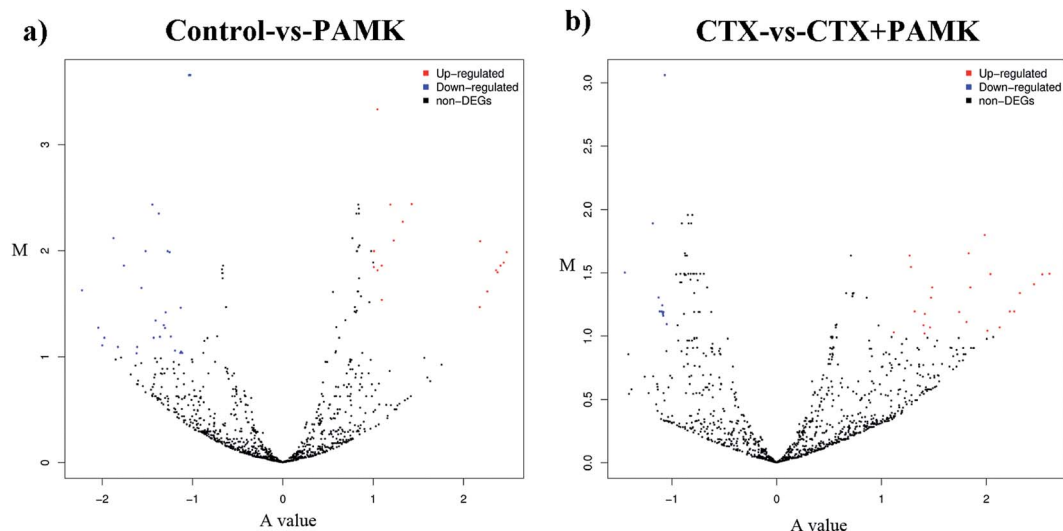 a)
Control-vs-PAMK
Up-regulated
Down-regulated
non-DEGs
3
2
1
0
M
-2
-1
0
1
2
A value
b)
CTX-vs-CTX+PAMK
Up-regulated
Down-regulated
non-DEGs
3.0
2.5
2.0
1.5
1.0
0.5
0.0
M
-1
0
1
2
A value